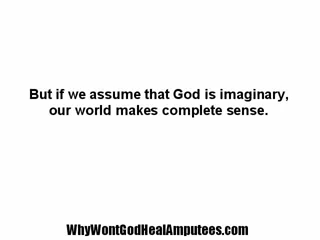 But if we assume that God is imaginary,
our world makes complete sense.
WhyWontGodHealAmputees.com